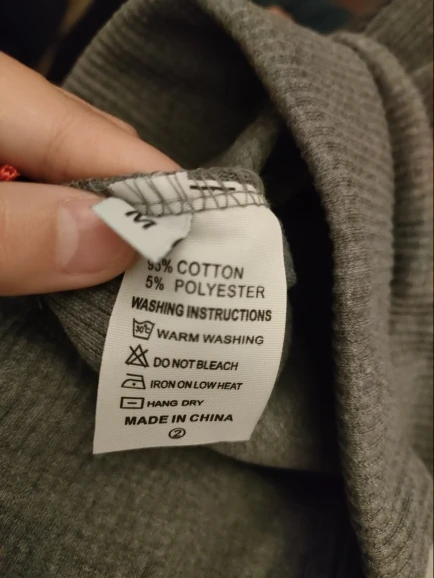 M
95% COTTON
5% POLYESTER
WASHING INSTRUCTIONS
30℃ WARM WASHING
DO NOT BLEACH
IRON ON LOW HEAT
HANG DRY
MADE IN CHINA
②